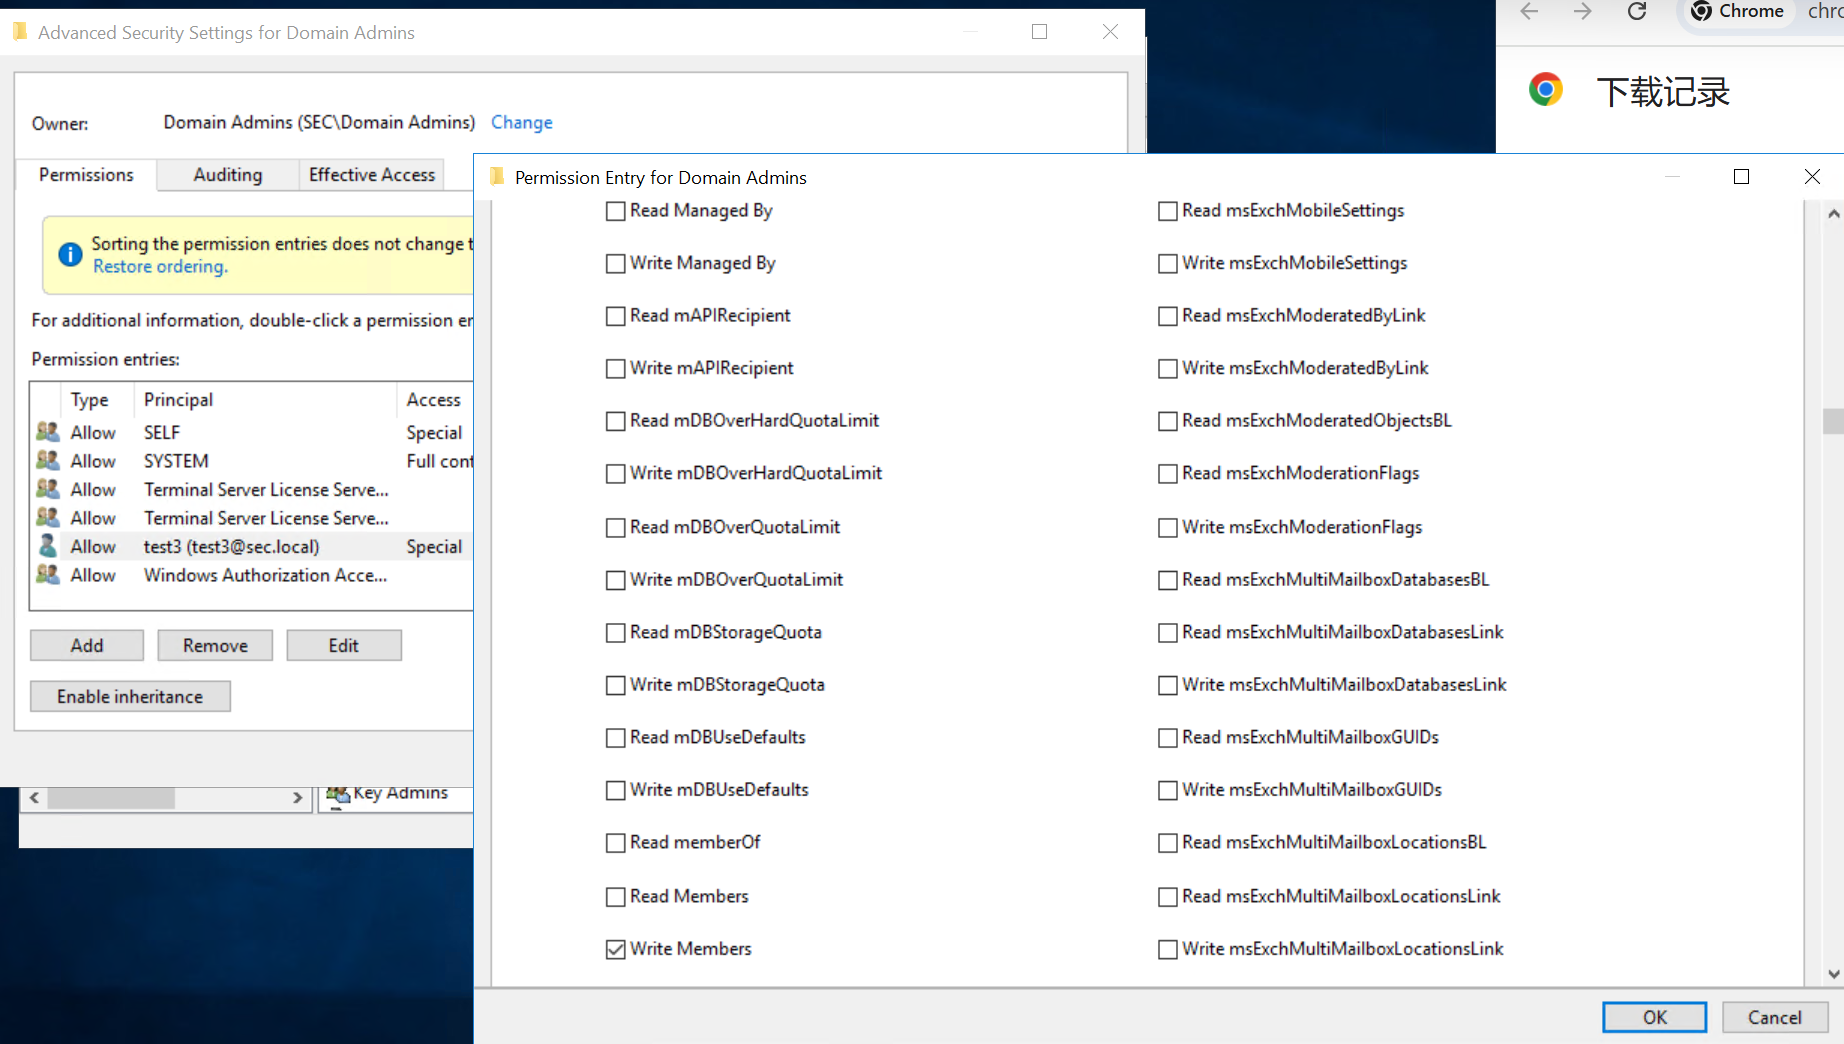 Advanced Security Settings for Domain Admins
Owner: Domain Admins (SEC\Domain Admins) Change
Permissions Auditing Effective Access
Sorting the permission entries does not change t
Restore ordering.
For additional information, double-click a permission er
Permission entries:
Type Principal Access
Allow SELF Special
Allow SYSTEM Full cont
Allow Terminal Server License Serve...
Allow Terminal Server License Serve...
Allow test3 (test3@sec.local) Special
Allow Windows Authorization Acce...
Add Remove Edit
Enable inheritance
Key Admins
Chrome chro
下载记录
Permission Entry for Domain Admins
Read Managed By
Write Managed By
Read mAPIRecipient
Write mAPIRecipient
Read mDBOverHardQuotaLimit
Write mDBOverHardQuotaLimit
Read mDBOverQuotaLimit
Write mDBOverQuotaLimit
Read mDBStorageQuota
Write mDBStorageQuota
Read mDBUseDefaults
Write mDBUseDefaults
Read memberOf
Read Members
Write Members
Read msExchMobileSettings
Write msExchMobileSettings
Read msExchModeratedByLink
Write msExchModeratedByLink
Read msExchModeratedObjectsBL
Read msExchModerationFlags
Write msExchModerationFlags
Read msExchMultiMailboxDatabasesBL
Read msExchMultiMailboxDatabasesLink
Write msExchMultiMailboxDatabasesLink
Read msExchMultiMailboxGUIDs
Write msExchMultiMailboxGUIDs
Read msExchMultiMailboxLocationsBL
Read msExchMultiMailboxLocationsLink
Write msExchMultiMailboxLocationsLink
OK Cancel